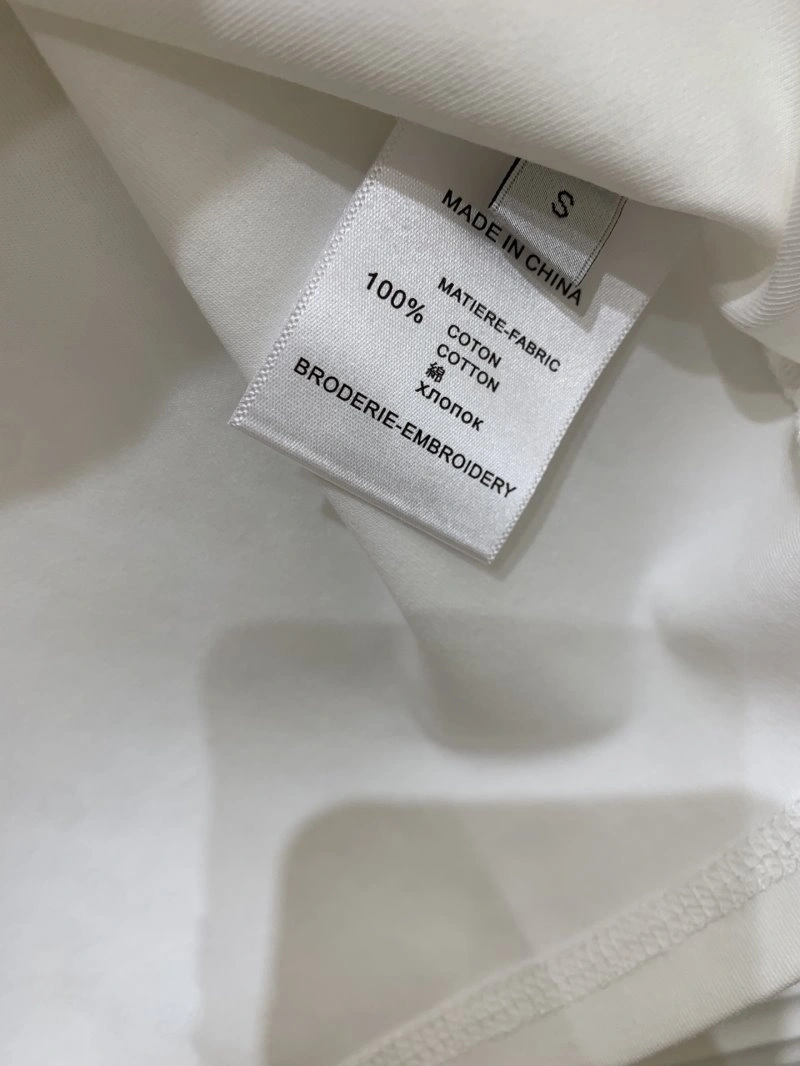 S
MADE IN CHINA
MATIERE-FABRIC
100% COTON
COTTON
綿
хлопок
BRODERIE-EMBROIDERY